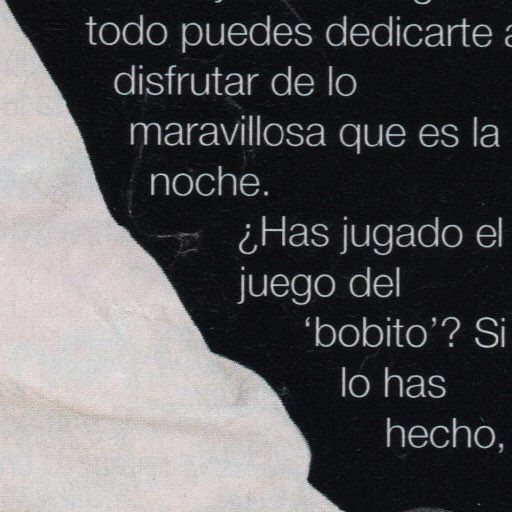 todo puedes dedicarte a
disfrutar de lo
maravillosa que es la
noche.
¿Has jugado el
juego del
‘bobito’? Si
lo has
hecho,